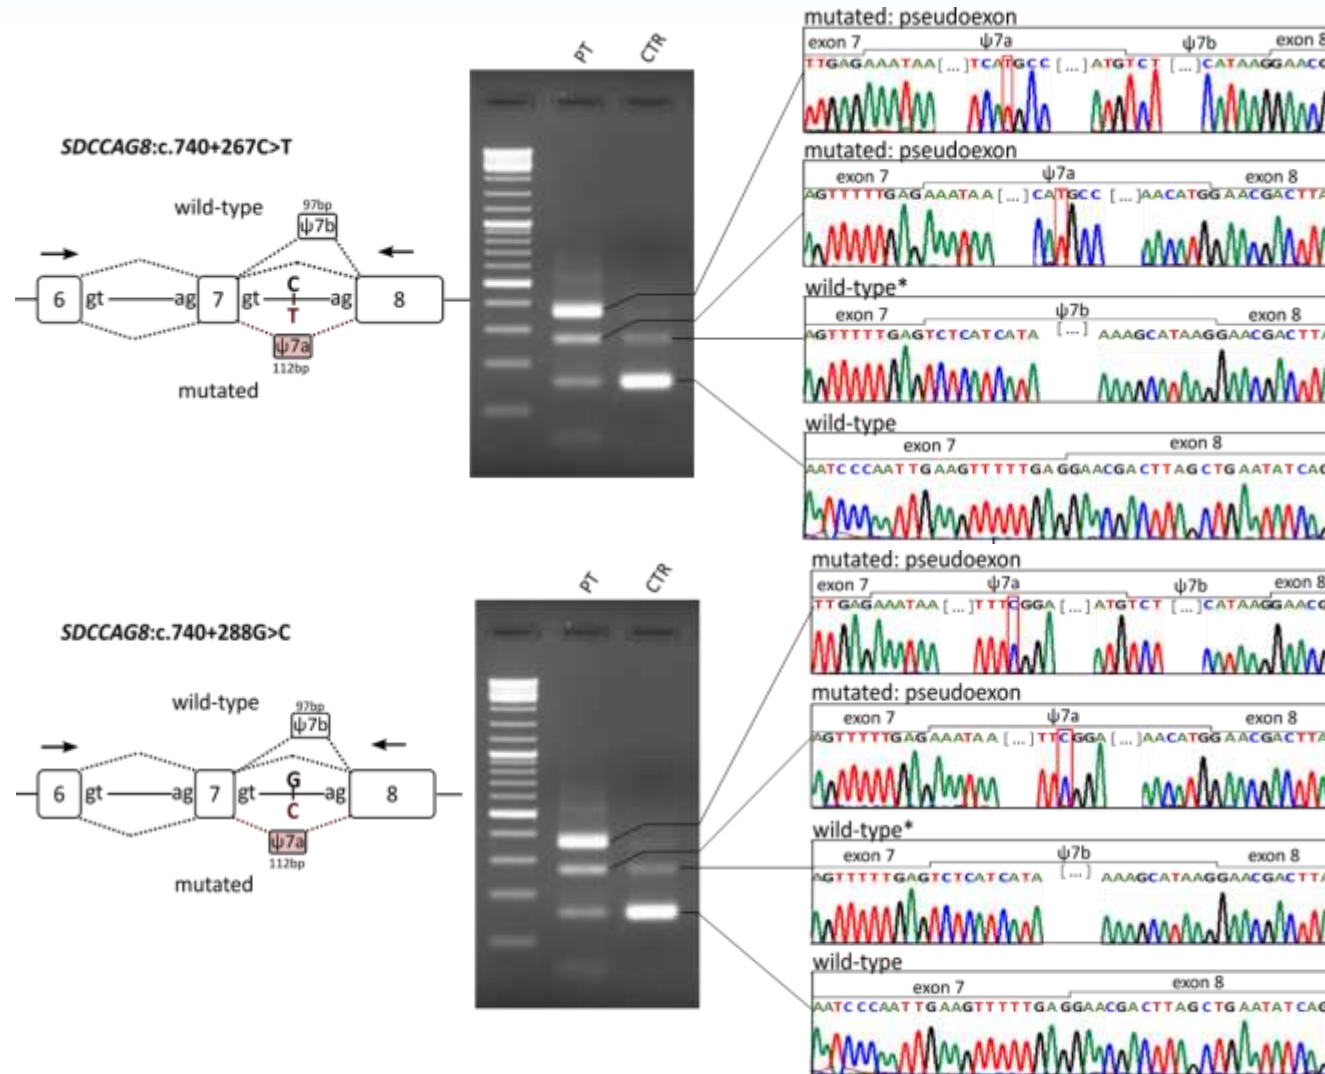 SDCCAG8:c.740+267C>T
wild-type
97bp
ψ7b
6 gt ag 7 gt C ag 8
T
ψ7a
112bp
mutated
PT CTR
mutated: pseudoexon
exon 7 ψ7a ψ7b exon 8
TTGAGAAATAA[...]TCATGCC[...]ATGTCT[...]CATAAGGAACG
mutated: pseudoexon
exon 7 ψ7a exon 8
AGTTTTTGAGAAATAA[...]CATGCC[...]AACATGGAACGACTTA
wild-type*
exon 7 ψ7b exon 8
AGTTTTTGAGTCTCATCATA [...] AAAGCATAAGGAACGACTTA
wild-type
exon 7 exon 8
AATCCCAATTGAAGTTTTTGAGGAACGACTTAGCTGAATATCAG
SDCCAG8:c.740+288G>C
wild-type
97bp
ψ7b
6 gt ag 7 gt G ag 8
C
ψ7a
112bp
mutated
PT CTR
mutated: pseudoexon
exon 7 ψ7a ψ7b exon 8
TTGAGAAATAA[...]TTTCGGA[...]ATGTCT[...]CATAAGGAACG
mutated: pseudoexon
exon 7 ψ7a exon 8
AGTTTTTGAGAAATAA[...]TTCGGA[...]AACATGGAACGACTTA
wild-type*
exon 7 ψ7b exon 8
AGTTTTTGAGTCTCATCATA [...] AAAGCATAAGGAACGACTTA
wild-type
exon 7 exon 8
AATCCCAATTGAAGTTTTTGAGGAACGACTTAGCTGAATATCAG